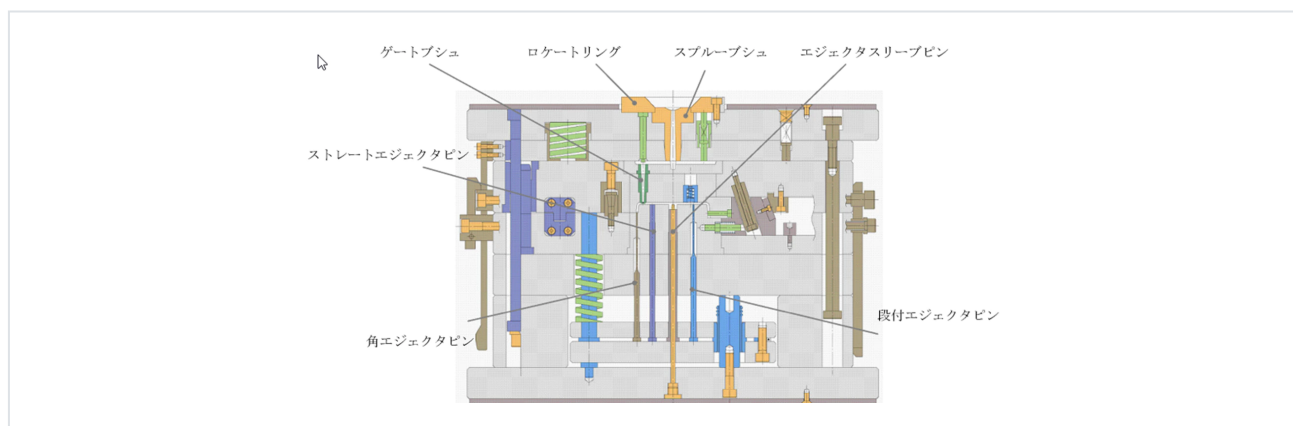 ゲートブシュ
ロケートリング
スプルーブシュ
エジェクタスリーブピン
ストレートエジェクタピン
段付エジェクタピン
角エジェクタピン